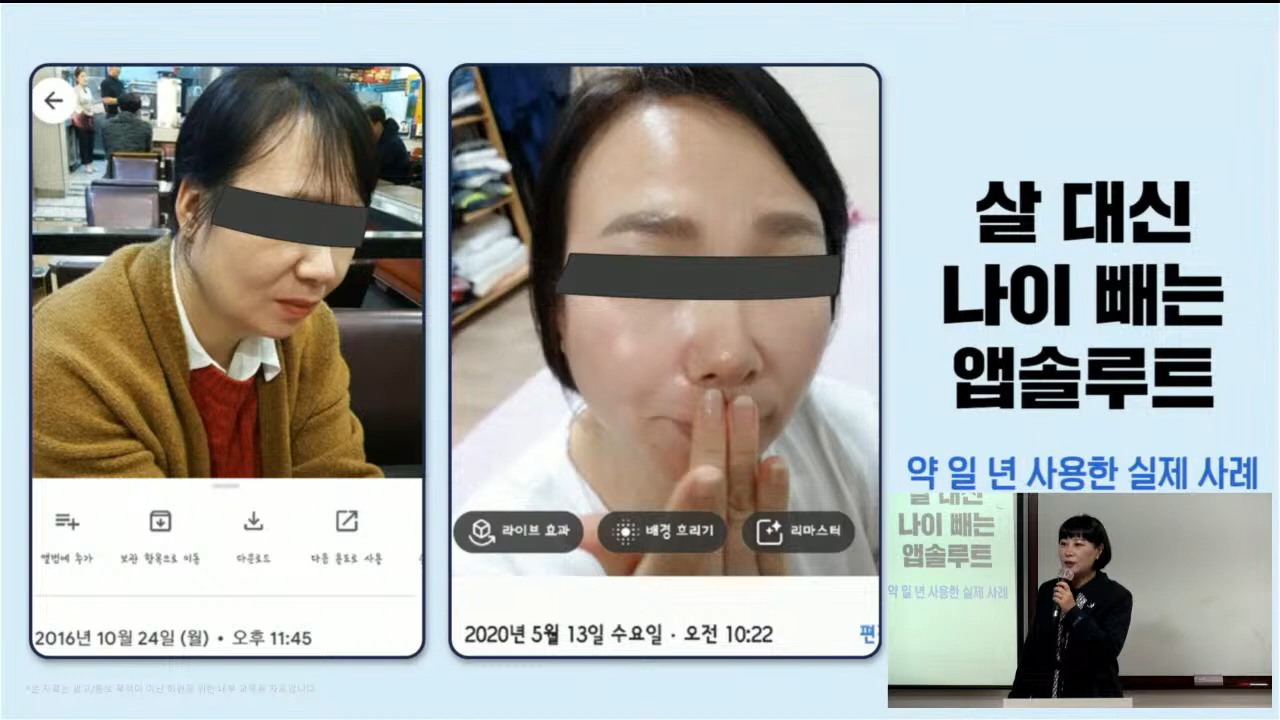 살 대신
나이 빼는
앱솔루트
약 일 년 사용한 실제 사례
앨범에 추가
보관 항목으로 이동
다운로드
다음 용도로 사용
2016년 10월 24일 (월) • 오후 11:45
라이브 효과
배경 흐리기
리마스터
2020년 5월 13일 수요일 · 오전 10:22
편
살 대신
나이 빼는
앱솔루트
약 일 년 사용한 실제 사례